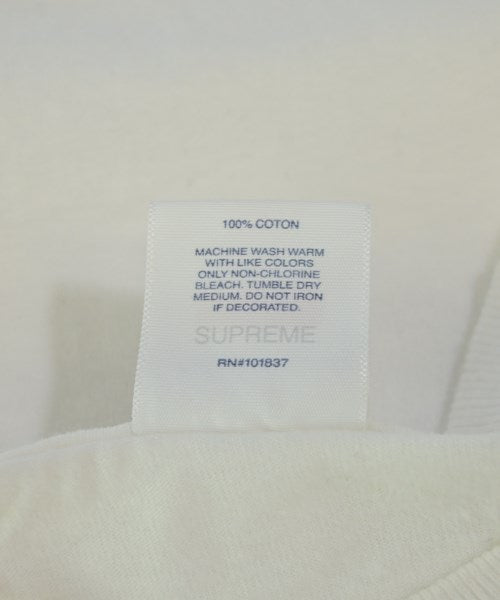 100% COTON
MACHINE WASH WARM
WITH LIKE COLORS
ONLY NON-CHLORINE
BLEACH. TUMBLE DRY
MEDIUM. DO NOT IRON
IF DECORATED.
SUPREME
RN#101837